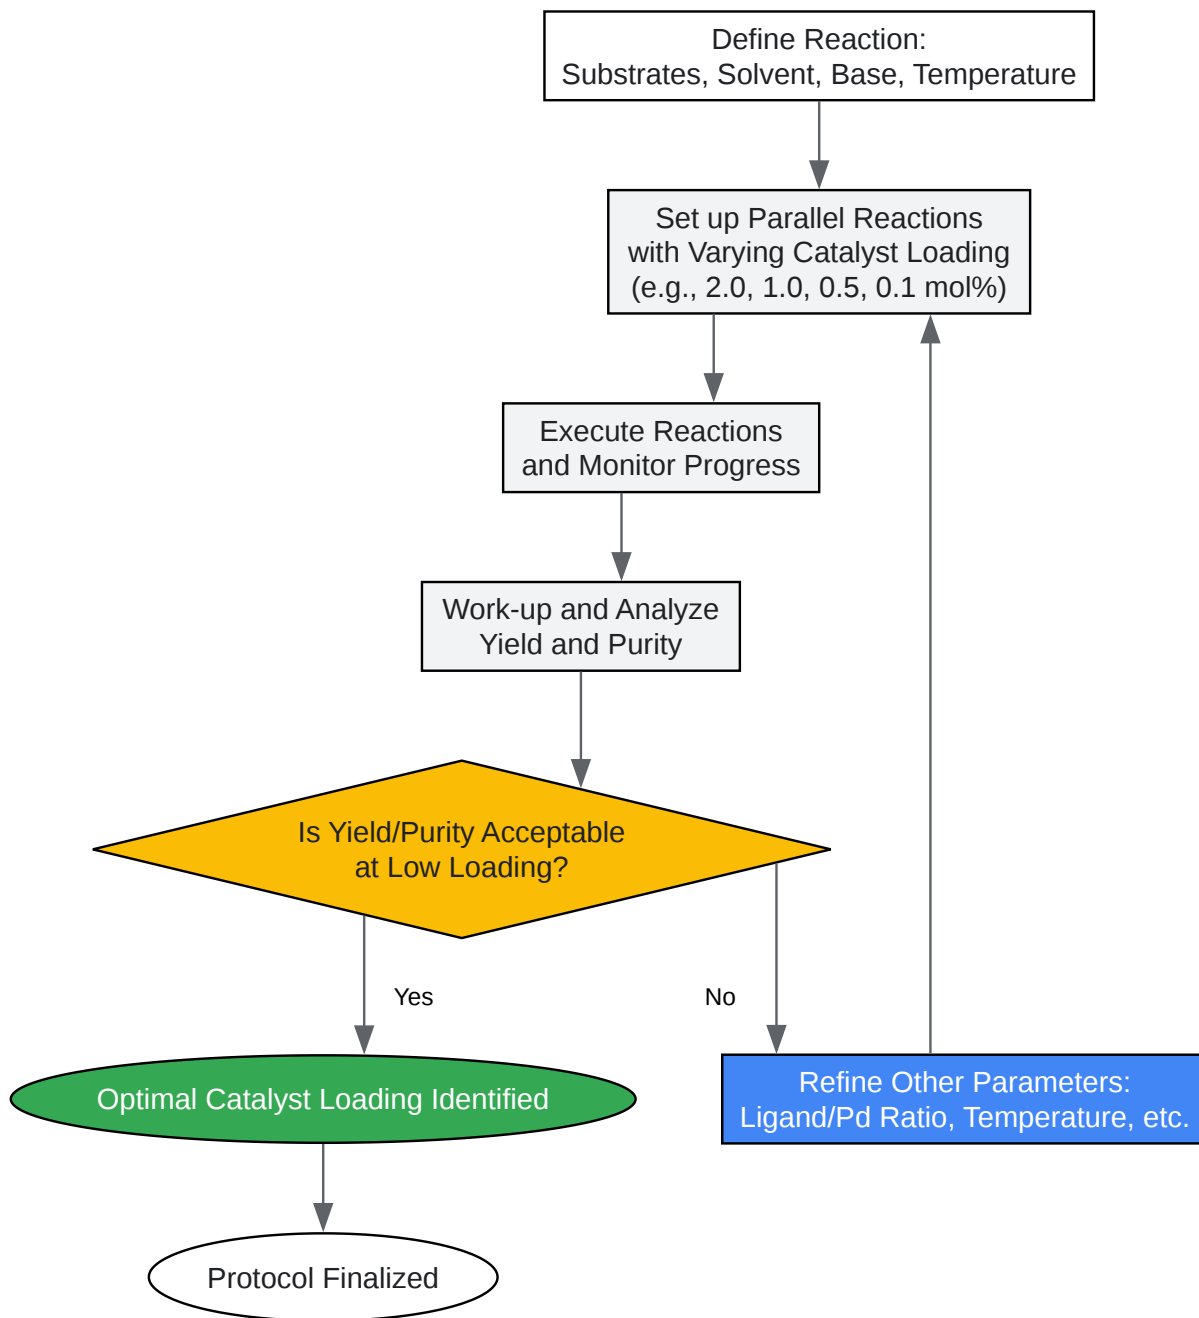 Define Reaction:
Substrates, Solvent, Base, Temperature
Set up Parallel Reactions
with Varying Catalyst Loading
(e.g., 2.0, 1.0, 0.5, 0.1 mol%)
Execute Reactions
and Monitor Progress
Work-up and Analyze
Yield and Purity
Is Yield/Purity Acceptable
at Low Loading?
Yes
No
Optimal Catalyst Loading Identified
Refine Other Parameters:
Ligand/Pd Ratio, Temperature, etc.
Protocol Finalized